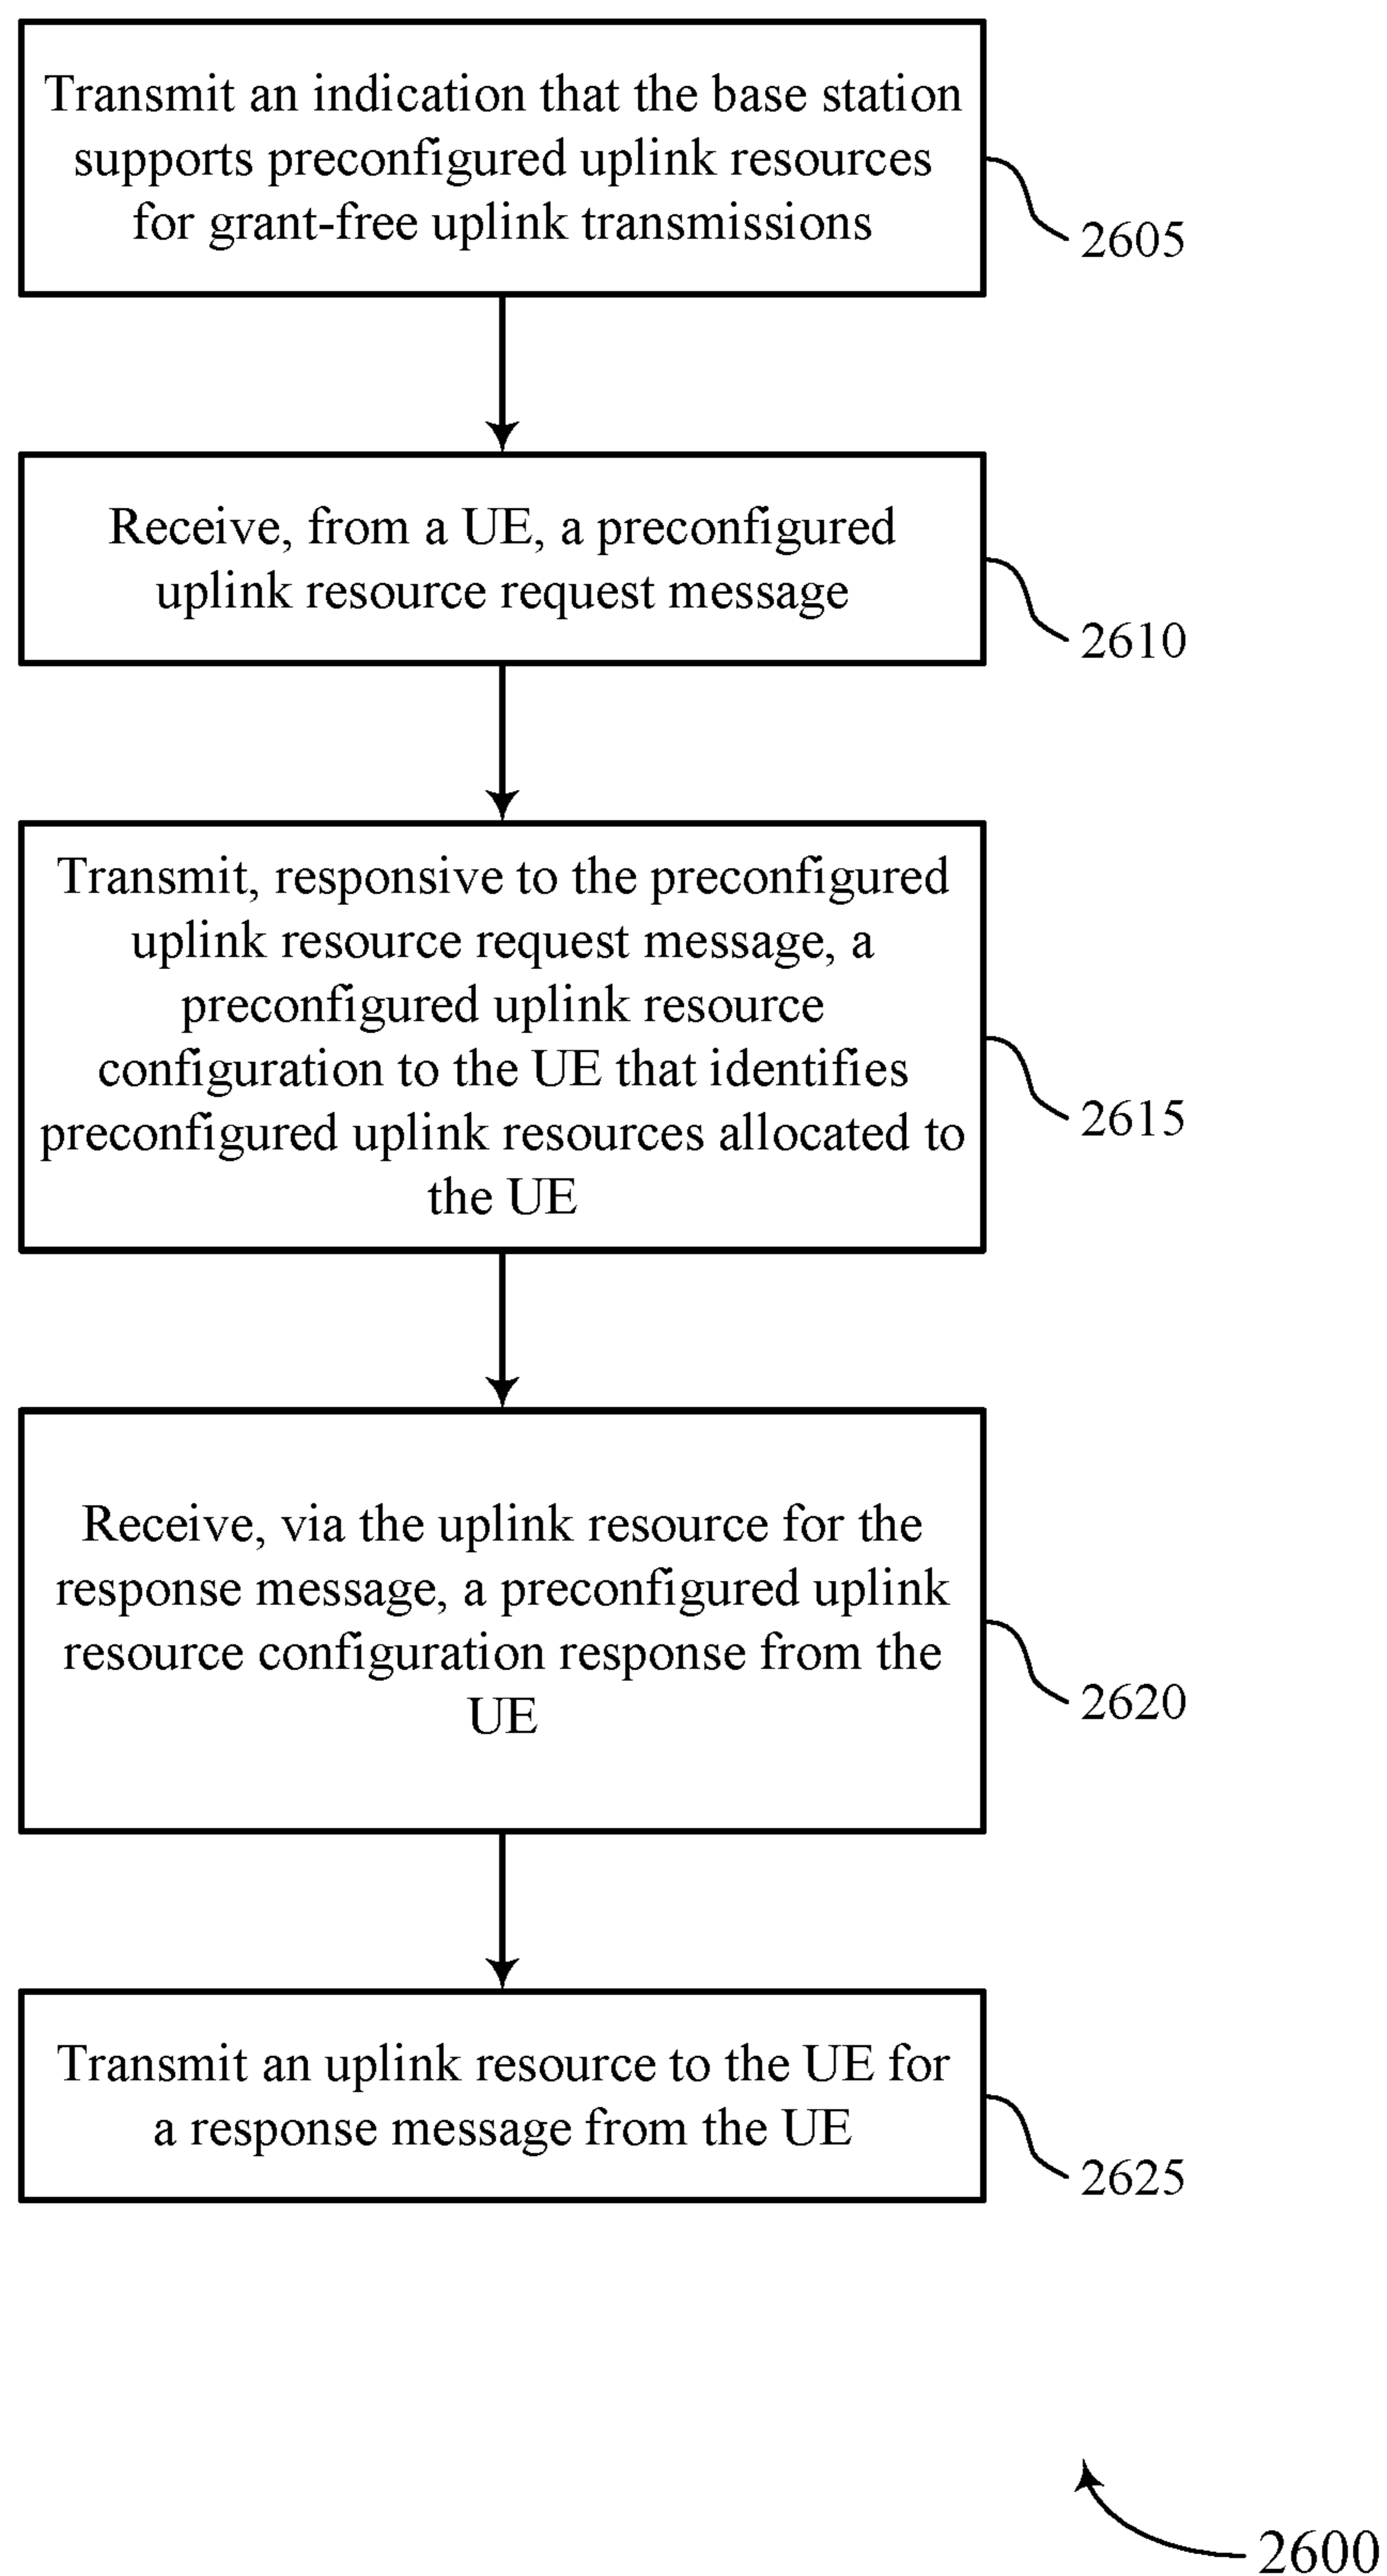 Transmit an indication that the base station
supports preconfigured uplink resources
for grant-free uplink transmissions
2605
Receive, from a UE, a preconfigured
uplink resource request message
2610
Transmit, responsive to the preconfigured
uplink resource request message, a
preconfigured uplink resource
configuration to the UE that identifies
preconfigured uplink resources allocated to
the UE
2615
Receive, via the uplink resource for the
response message, a preconfigured uplink
resource configuration response from the
UE
2620
Transmit an uplink resource to the UE for
a response message from the UE
2625
2600